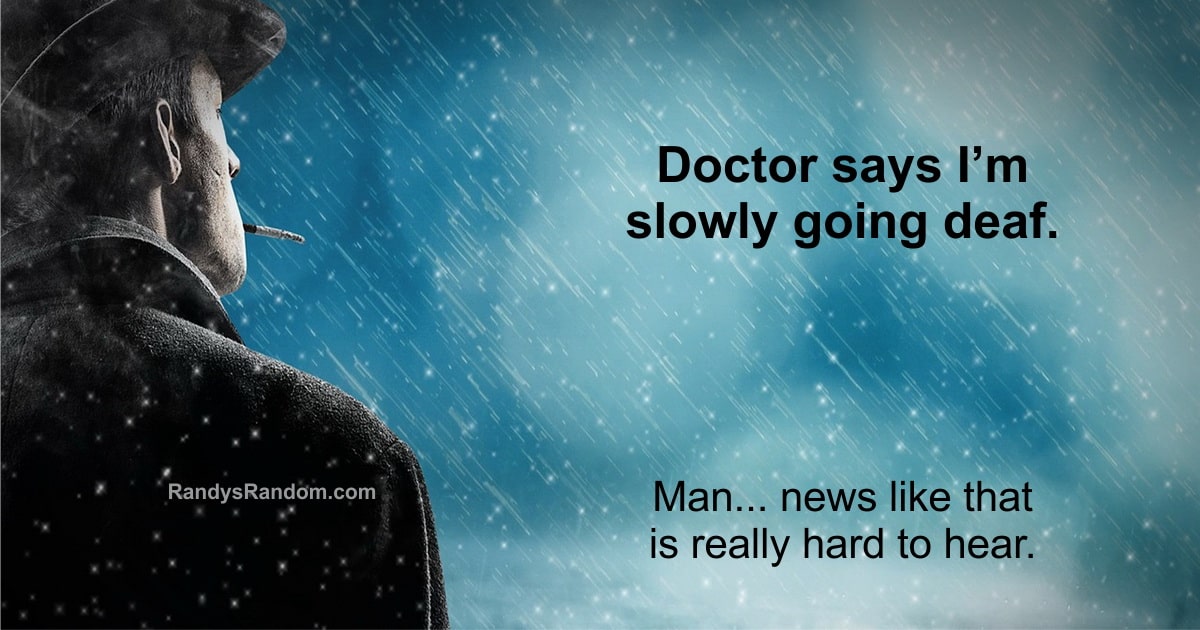 Doctor says I’m
slowly going deaf.
RandysRandom.com
Man... news like that
is really hard to hear.